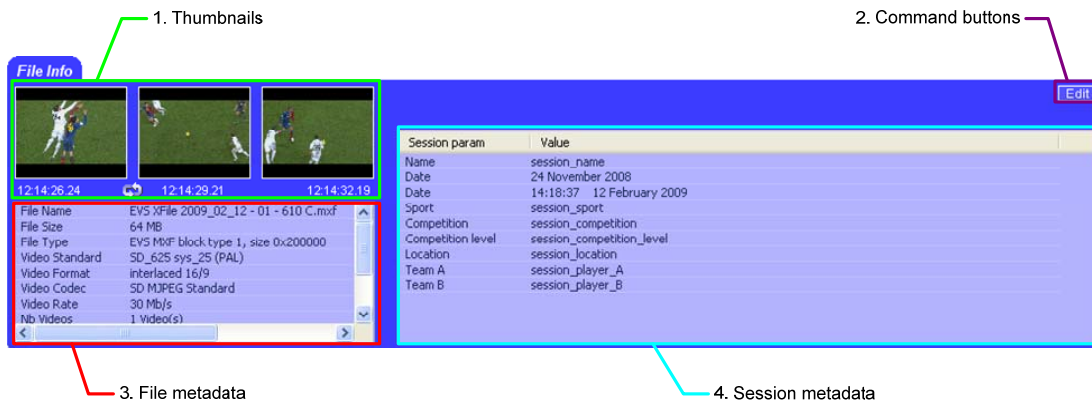 1. Thumbnails
2. Command buttons
File Info
Edit
12:14:26.24 12:14:29.21 12:14:32.19
Session param Value
Name session_name
Date 24 November 2008
Date 14:18:37 12 February 2009
Sport session_sport
Competition session_competition
Competition level session_competition_level
Location session_location
Team A session_player_A
Team B session_player_B
File Name EVS XFile 2009_02_12 - 01 - 610 C.mxf
File Size 64 MB
File Type EVS MXF block type 1, size 0x200000
Video Standard SD_625 sys_25 (PAL)
Video Format interlaced 16/9
Video Codec SD MJPEG Standard
Video Rate 30 Mb/s
Nb Videos 1 Video(s)
3. File metadata
4. Session metadata